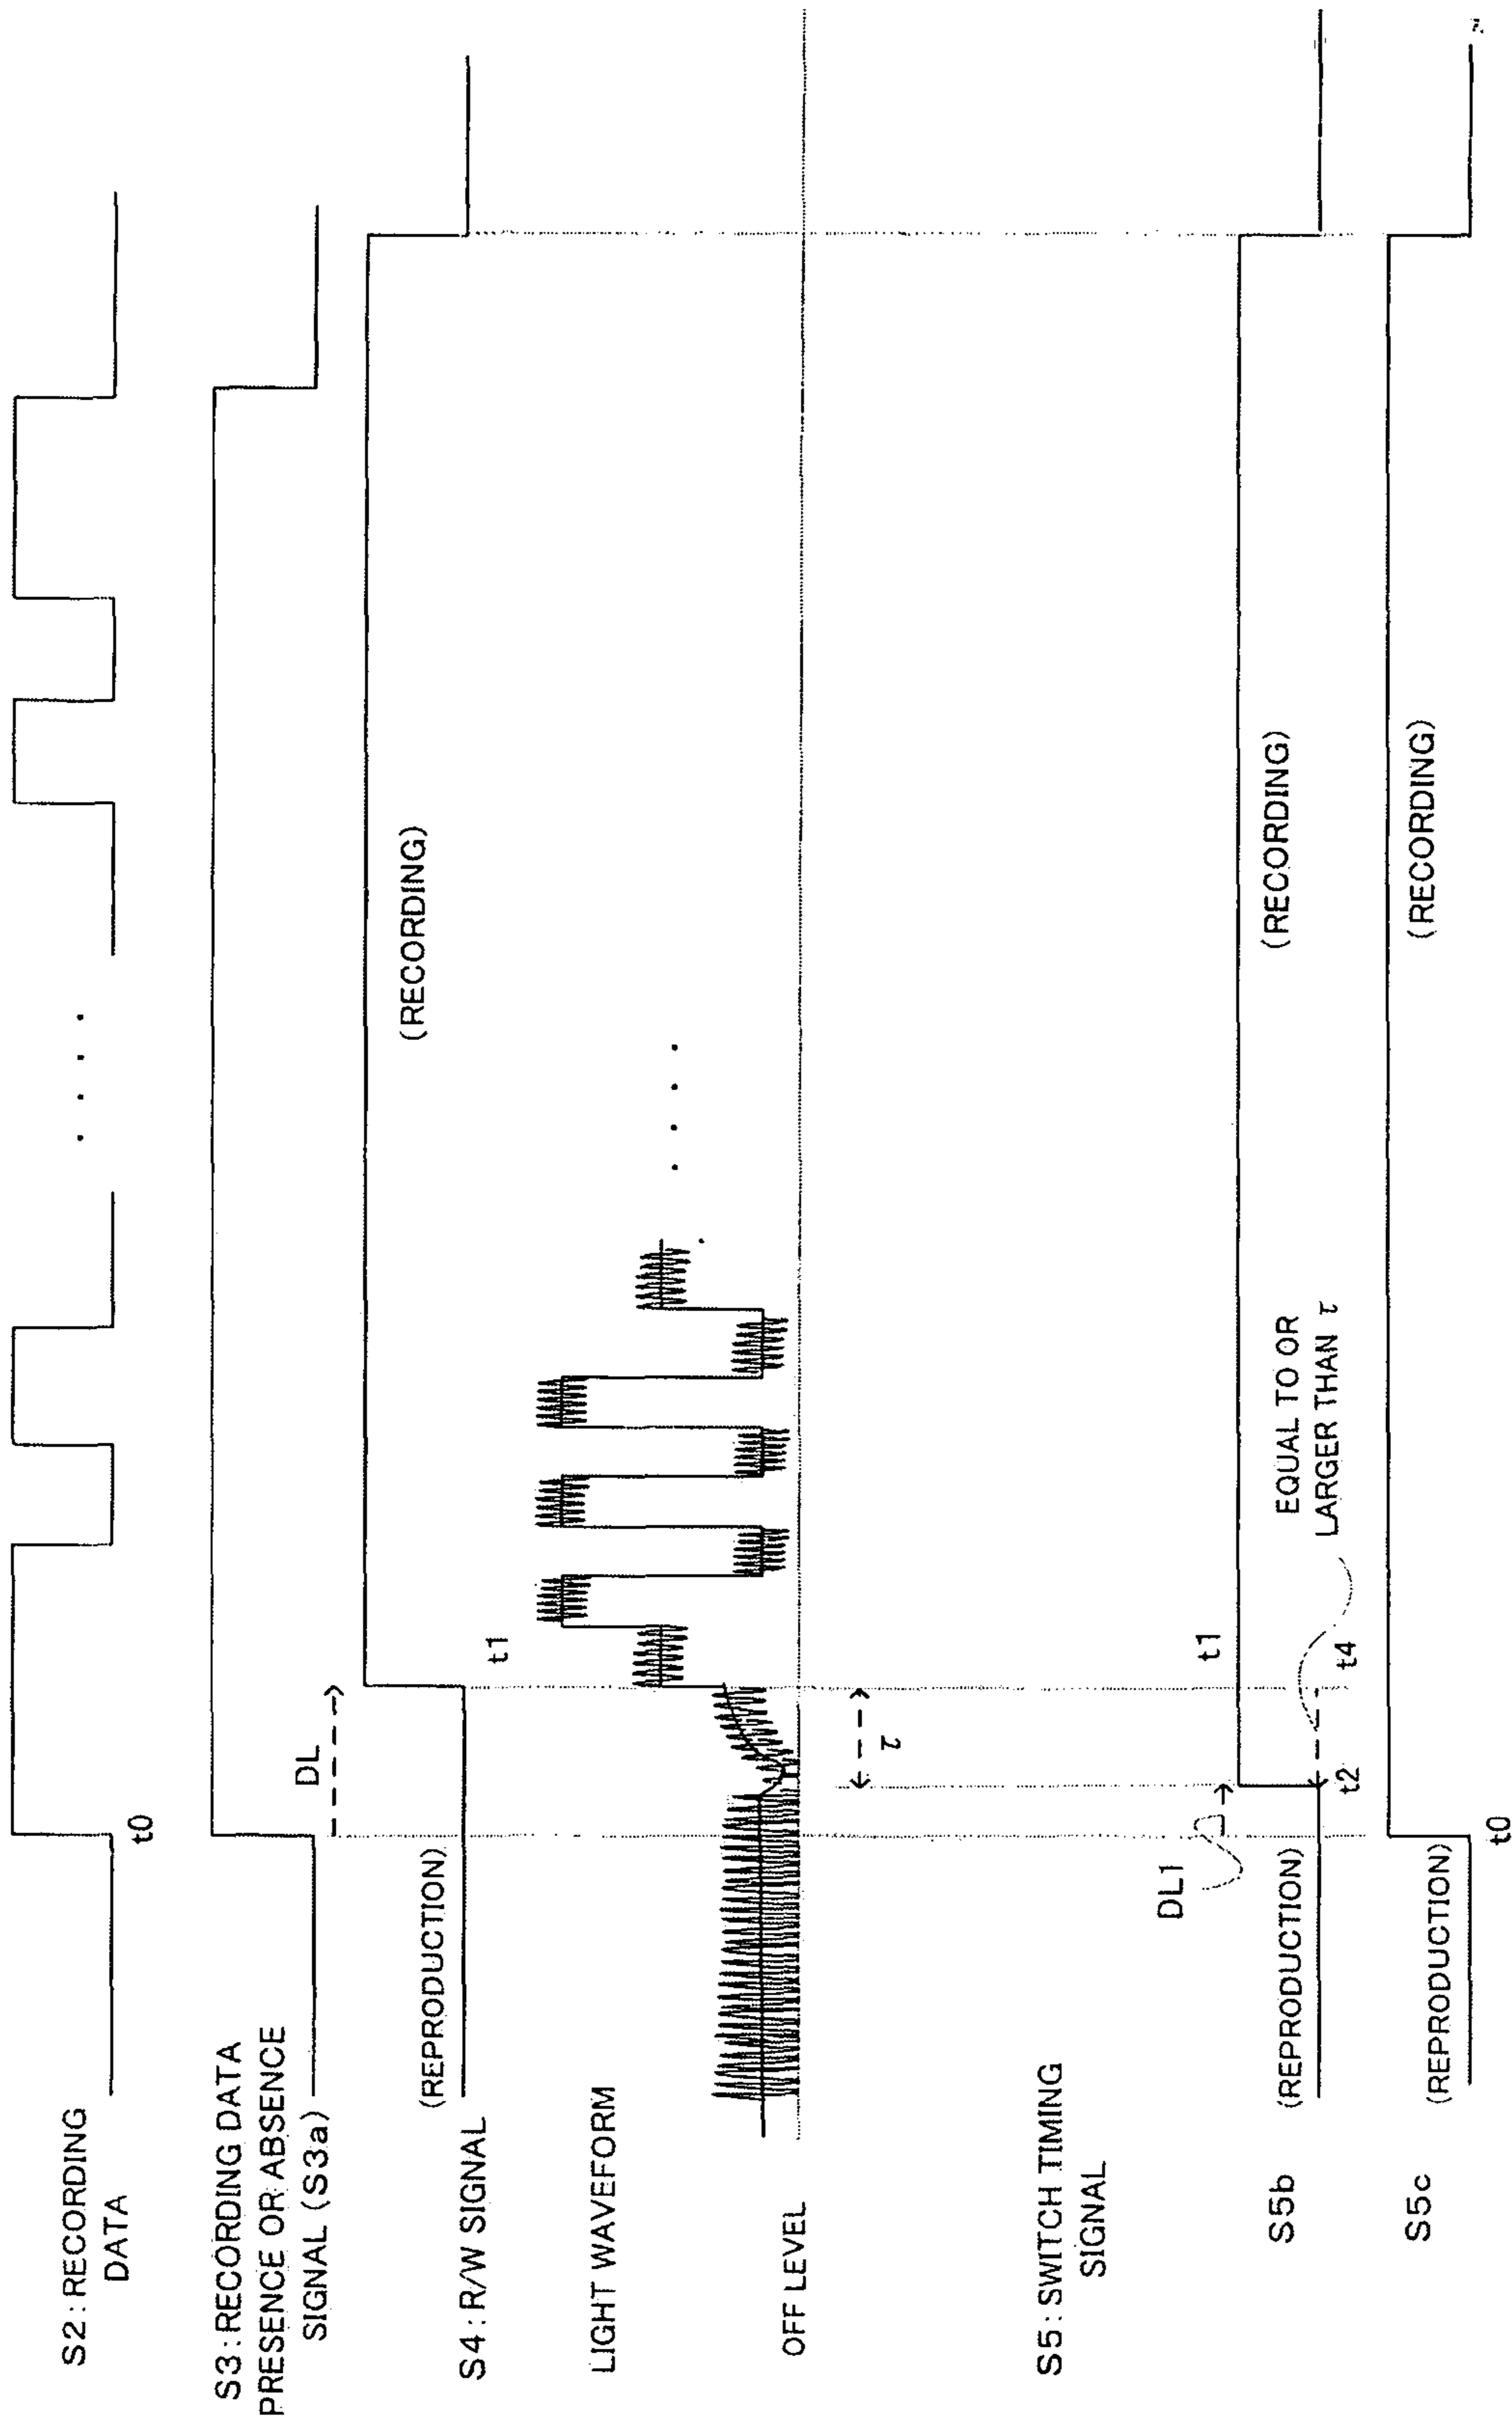 S2:RECORDING
DATA
t0
S3:RECORDING DATA
PRESENCE OR ABSENCE
SIGNAL (S3a)
DL
(REPRODUCTION)
S4:R/W SIGNAL
t1
(RECORDING)
LIGHT WAVEFORM
OFF LEVEL
τ
S5:SWITCH TIMING
SIGNAL
DL1
t1
S5b
(REPRODUCTION)
t2
t4
EQUAL TO OR
LARGER THAN τ
(RECORDING)
S5c
(REPRODUCTION)
t0
(RECORDING)